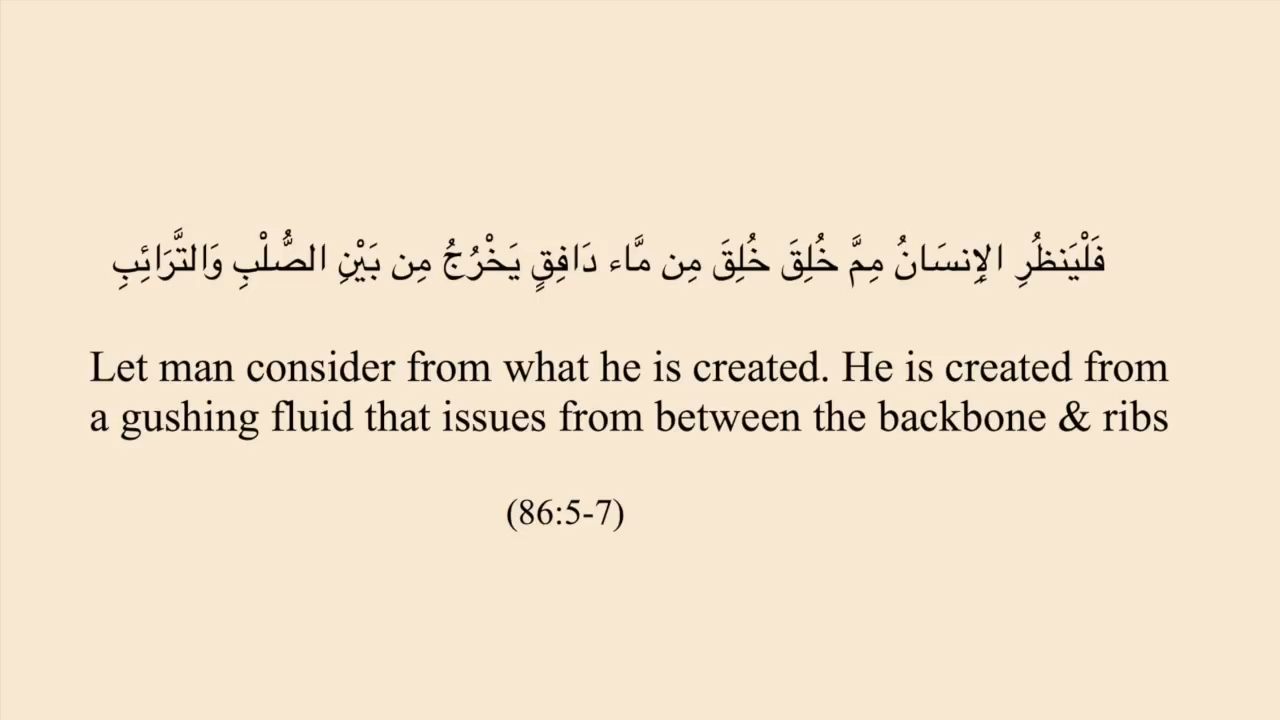 فَلْيَنظُرِ الإِنسَانُ مِمَّ خُلِقَ خُلِقَ مِن مَّاء دَافِقٍ يَخْرُجُ مِن بَيْنِ الصُّلْبِ وَالتَّرَائِبِ
Let man consider from what he is created. He is created from
a gushing fluid that issues from between the backbone & ribs
(86:5-7)